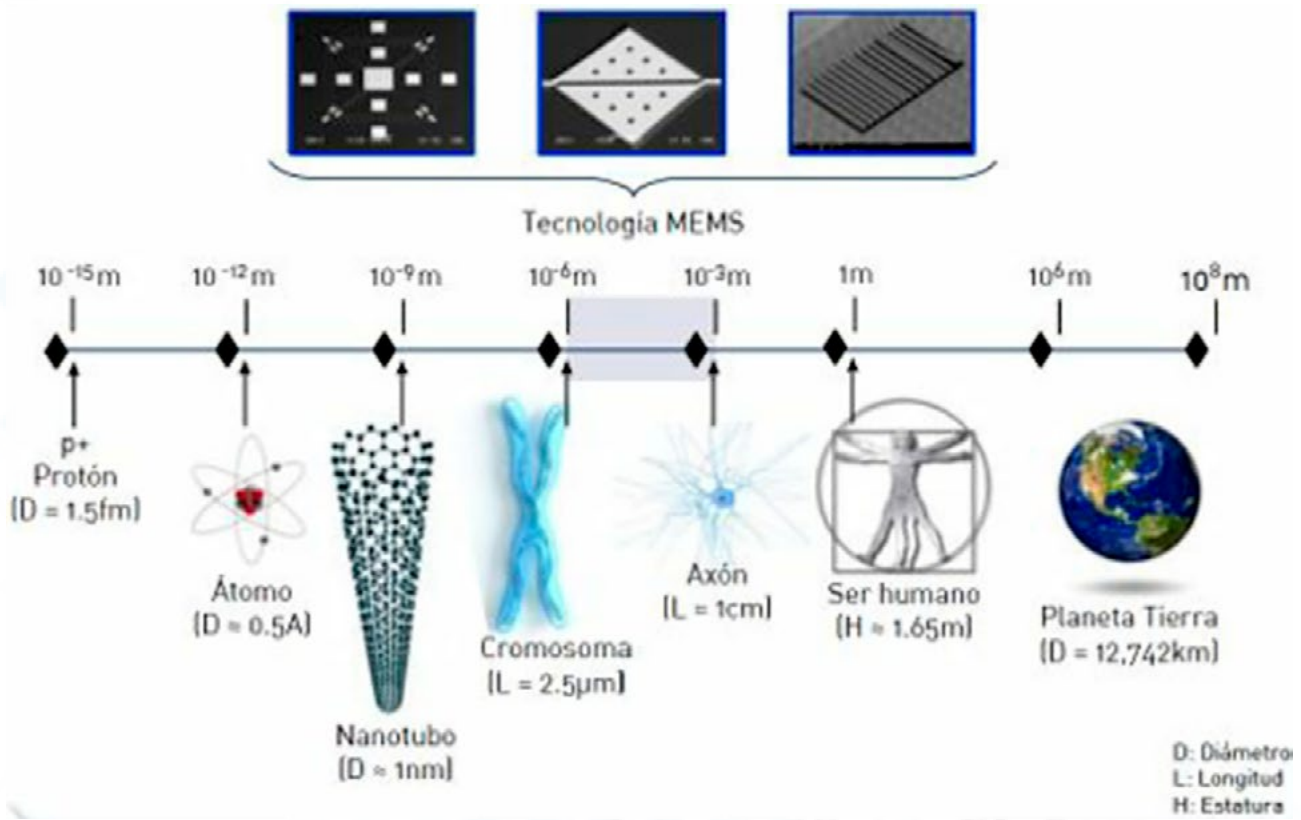 Tecnología MEMS
10⁻¹⁵m
10⁻¹²m
10⁻⁹m
10⁻⁶m
10⁻³m
1m
10⁶m
10⁸m
p+
Protón
(D = 1.5fm)
Átomo
(D ≈ 0.5A)
Nanotubo
(D ≈ 1nm)
Cromosoma
(L = 2.5µm)
Axón
(L = 1cm)
Ser humano
(H ≈ 1.65m)
Planeta Tierra
(D = 12,742km)
D: Diámetro
L: Longitud
H: Estatura